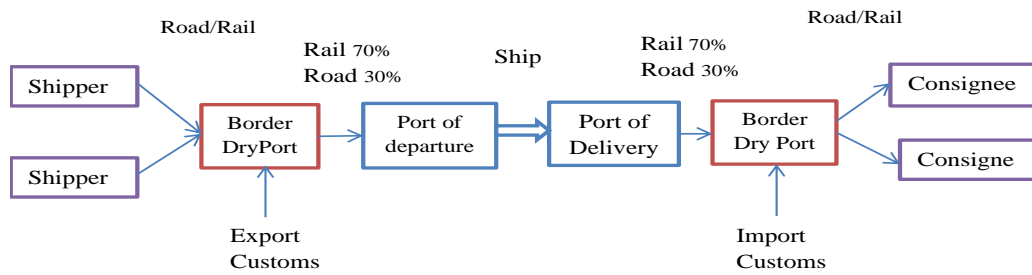 Road/Rail
Road/Rail
Rail 70%
Road 30%
Ship
Rail 70%
Road 30%
Shipper
Shipper
Border
DryPort
Port of
departure
Port of
Delivery
Border
Dry Port
Consignee
Consigne
Export
Customs
Import
Customs